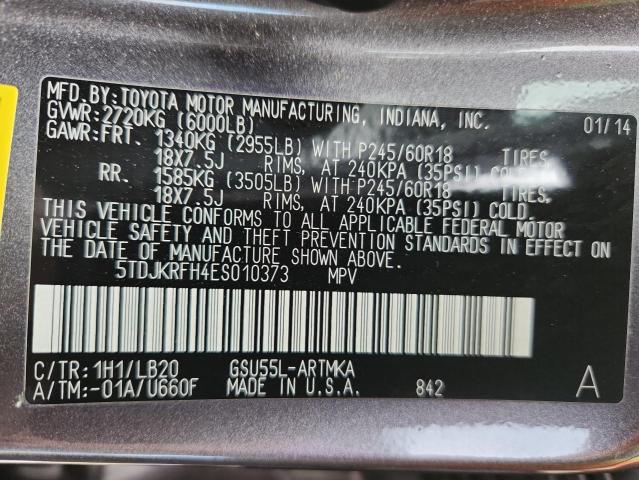 MFD.BY:TOYOTA MOTOR MANUFACTURING, INDIANA, INC. 01/14
GVWR:2720KG (6000LB)
GAWR:FRT. 1340KG (2955LB) WITH P245/60R18 TIRES,
18X7.5J RIMS, AT 240KPA (35PSI) COLD.
RR. 1585KG (3505LB) WITH P245/60R18 TIRES,
18X7.5J RIMS, AT 240KPA (35PSI) COLD.
THIS VEHICLE CONFORMS TO ALL APPLICABLE FEDERAL MOTOR
VEHICLE SAFETY AND THEFT PREVENTION STANDARDS IN EFFECT ON
THE DATE OF MANUFACTURE SHOWN ABOVE.
5TDJKRFH4ES010373 MPV
C/TR:1H1/LB20 GSU55L-ARTMKA
A/TM:-01A/U660F MADE IN U.S.A. 842 A